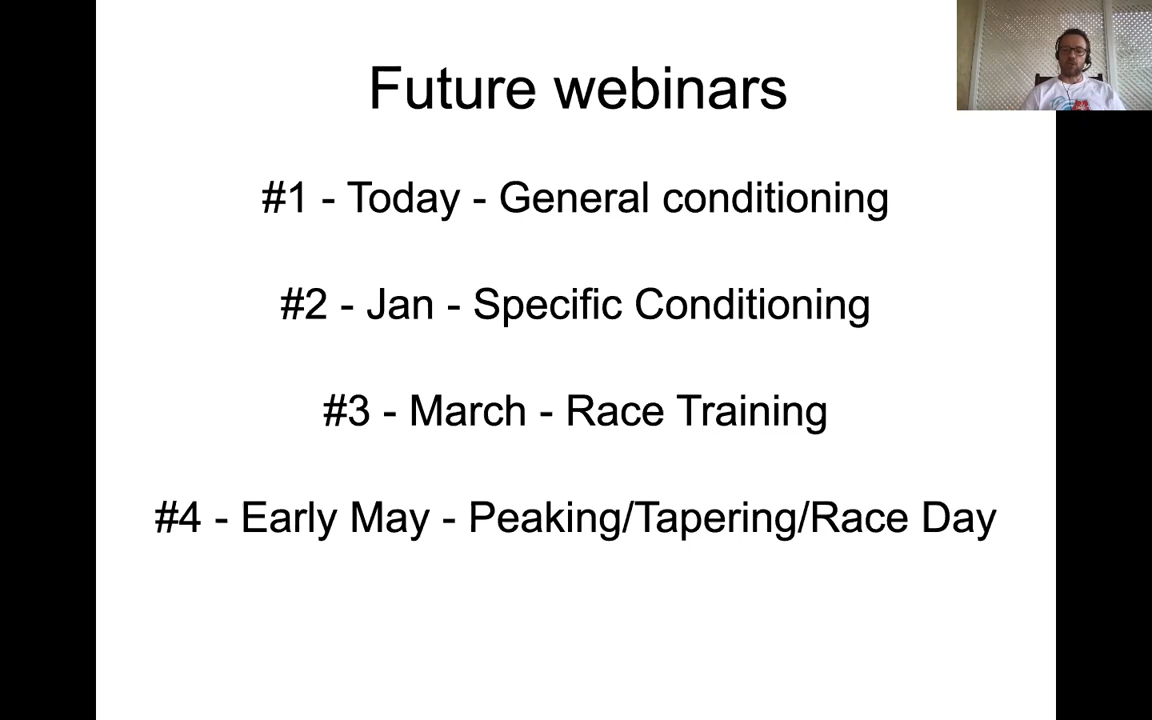 Future webinars
#1 - Today - General conditioning
#2 - Jan - Specific Conditioning
#3 - March - Race Training
#4 - Early May - Peaking/Tapering/Race Day